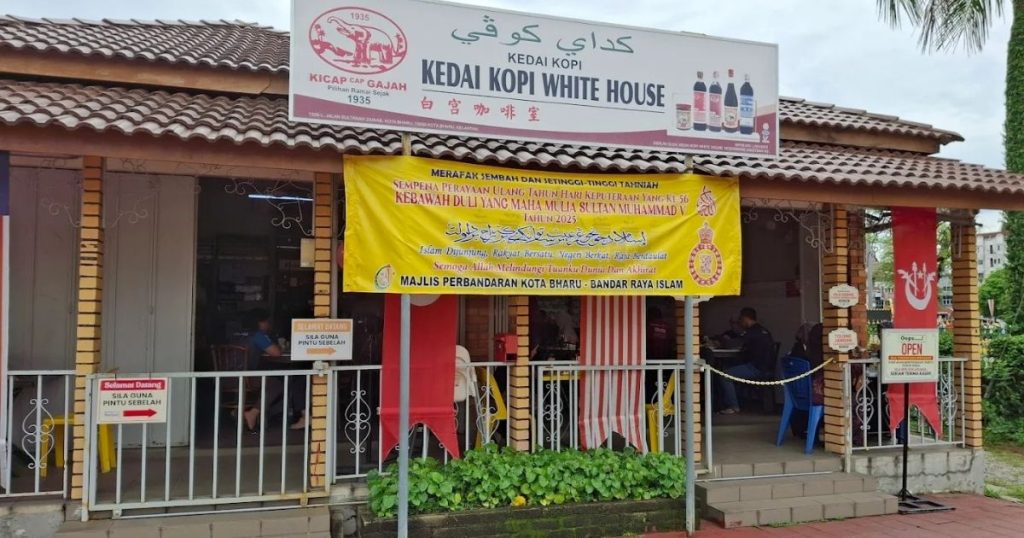 1935
KICAP CAP GAJAH
Pilihan Ramai Sejak
1935
كداي كوڤي
KEDAI KOPI
KEDAI KOPI WHITE HOUSE
白宫咖啡室
MERAFAK SEMBAH DAN SETINGGI-TINGGI TAHNIAH
SEMPENA PERAYAAN ULANG TAHUN HARI KEPUTERAAN YANG KE 56
KEBAWAH DULI YANG MAHA MULIA SULTAN MUHAMMAD V
TAHUN 2025
Islam Dijunjung, Rakyat Bersatu, Negeri Berkat, Raja Berdaulat
Semoga Allah Melindungi Tuanku Dunia Dan Akhirat
MAJLIS PERBANDARAN KOTA BHARU - BANDAR RAYA ISLAM
SELAMAT DATANG
SILA GUNA
PINTU SEBELAH
Selamat Datang
SILA GUNA
PINTU SEBELAH
OPEN